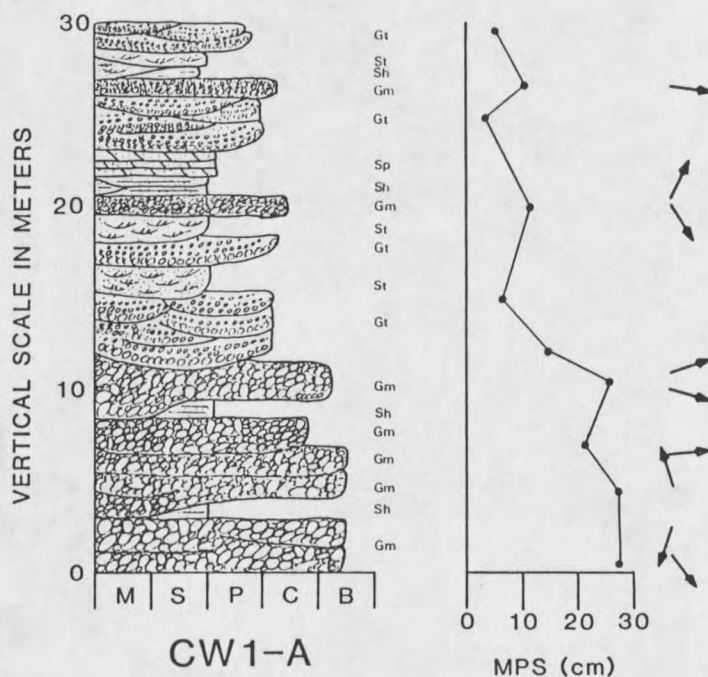 VERTICAL SCALE IN METERS
30
20
10
0
Gt
St
Sh
Gm
Gt
Sp
Sh
Gm
St
Gt
St
Gt
Gm
Sh
Gm
Gm
Gm
Sh
Gm
M S P C B
CW1-A
0 10 20 30
MPS (cm)